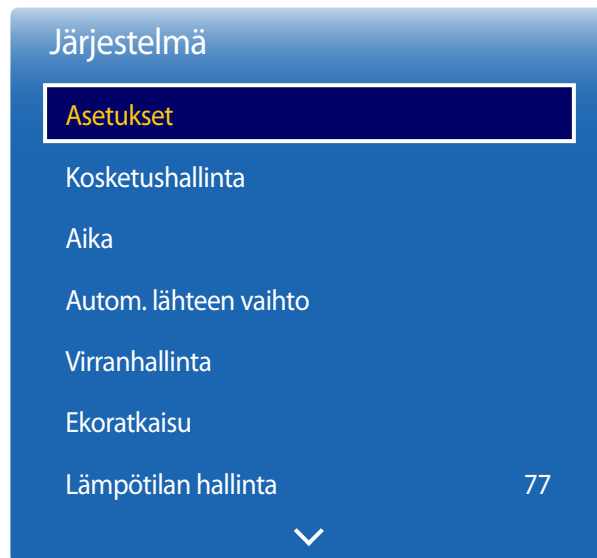 Järjestelmä
Asetukset
Kosketushallinta
Aika
Autom. lähteen vaihto
Virranhallinta
Ekoratkaisu
Lämpötilan hallinta 77